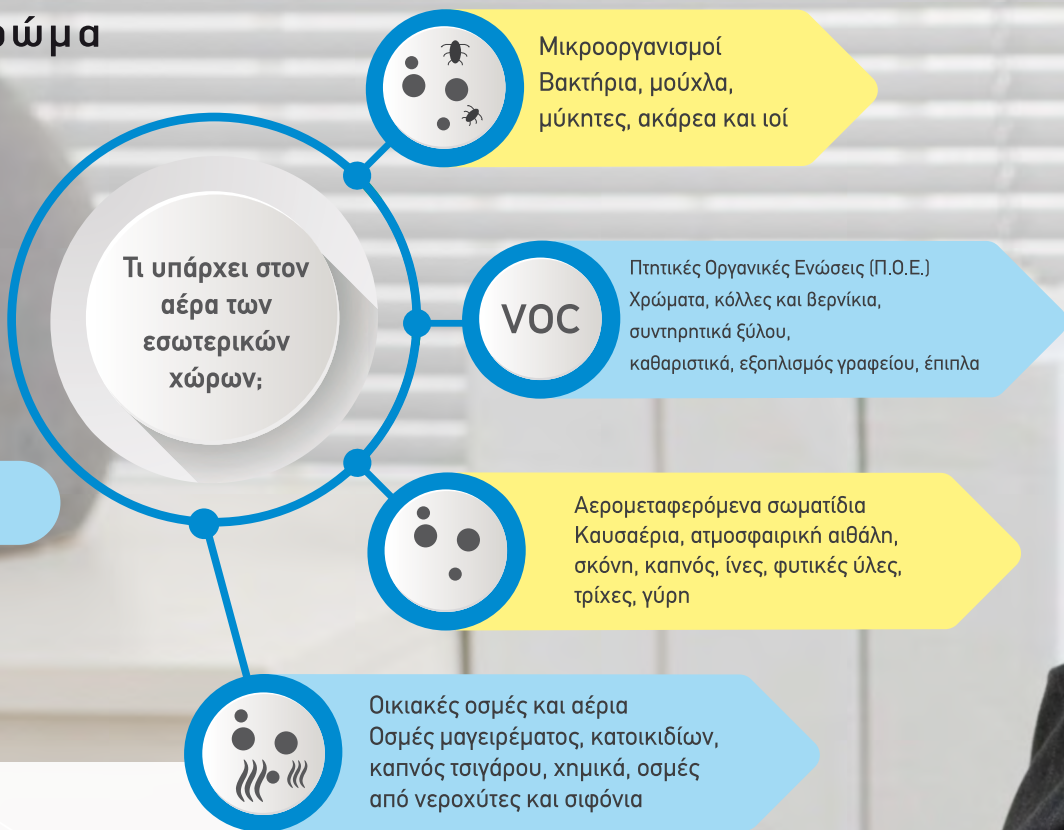 Μικροοργανισμοί
Βακτήρια, μούχλα,
μύκητες, ακάρεα και ιοί
Τι υπάρχει στον
αέρα των
εσωτερικών
χώρων;
VOC
Πτητικές Οργανικές Ενώσεις (Π.Ο.Ε.)
Χρώματα, κόλλες και βερνίκια,
συντηρητικά ξύλου,
καθαριστικά, εξοπλισμός γραφείου, έπιπλα
Αερομεταφερόμενα σωματίδια
Καυσαέρια, ατμοσφαιρική αιθάλη,
σκόνη, καπνός, ίνες, φυτικές ύλες,
τρίχες, γύρη
Οικιακές οσμές και αέρια
Οσμές μαγειρέματος, κατοικιδίων,
καπνός τσιγάρου, χημικά, οσμές
από νεροχύτες και σιφόνια